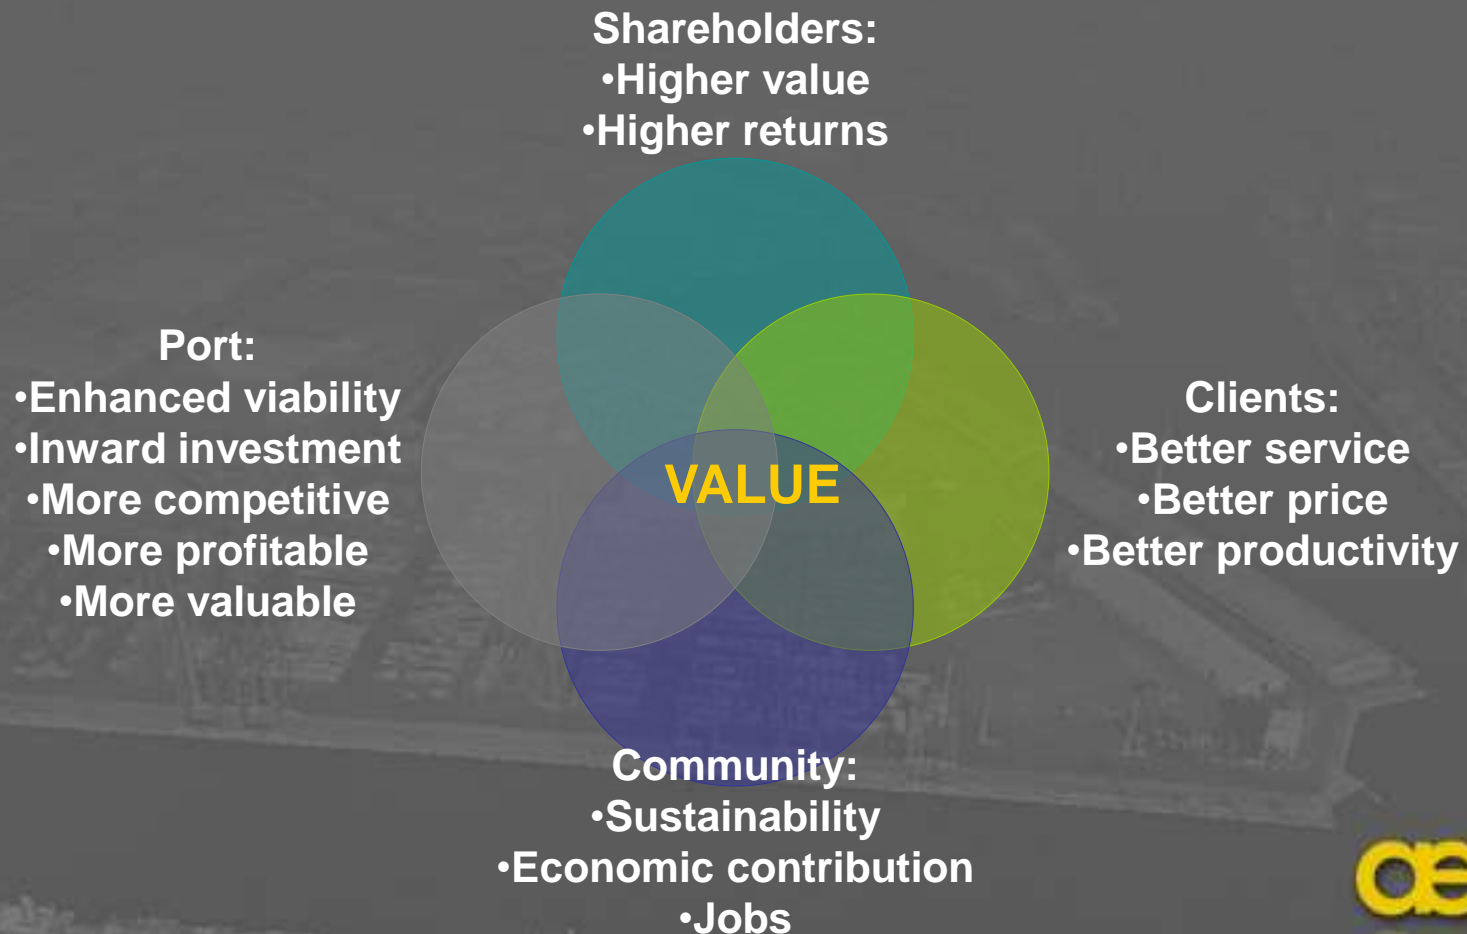 Shareholders:
•Higher value
•Higher returns
Port:
•Enhanced viability
•Inward investment
•More competitive
•More profitable
•More valuable
VALUE
Clients:
•Better service
•Better price
•Better productivity
Community:
•Sustainability
•Economic contribution
•Jobs
æ